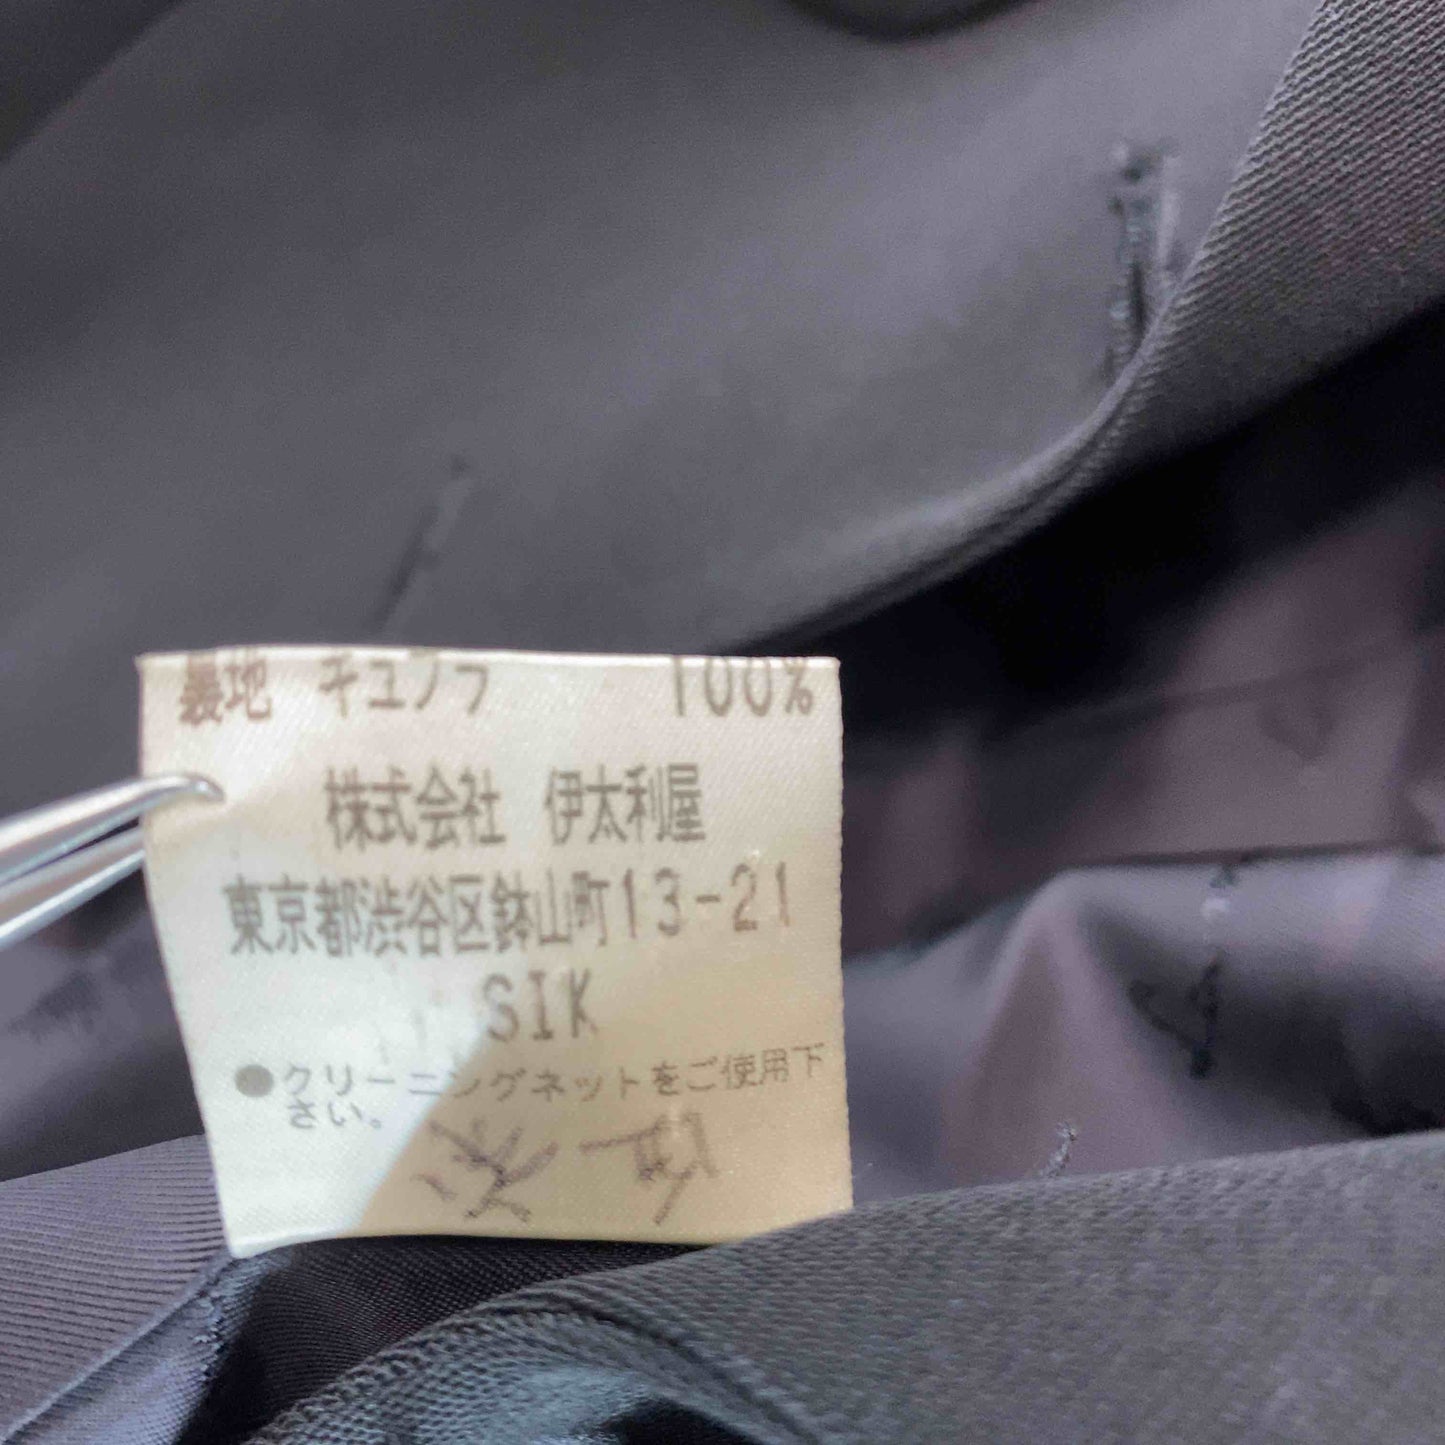 裏地 キュプラ 100%
株式会社 伊太利屋
東京都渋谷区鉢山町13-21
SIK
●クリーニングネットをご使用下
さい。